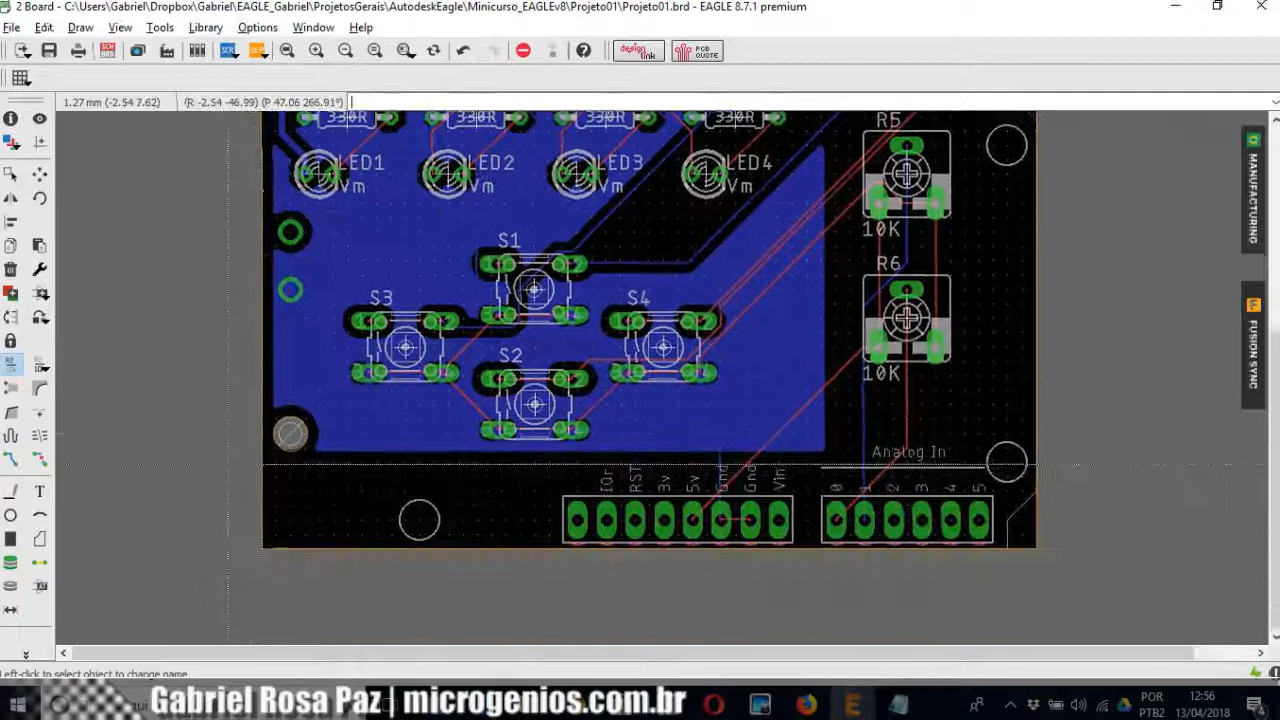 2 Board - C:\Users\Gabriel\Dropbox\Gabriel\EAGLE_Gabriel\ProjetosGerais\AutodeskEagle\Minicurso_EAGLEv8\Projeto01\Projeto01.brd - EAGLE 8.7.1 premium
File Edit Draw View Tools Library Options Window Help
design link PCB QUOTE
1.27 mm (-2.54 7.62) (R -2.54 -46.99) (P 47.06 266.91°)
330R 330R 330R 330R R5
LED1 LED2 LED3 LED4
Vm Vm Vm Vm
10K
MANUFACTURING
S1
R6
S3 S4
S2
10K
FUSION SYNC
Analog In
RST 3v 5v Gnd Gnd Vin 0 1 2 3 4 5
Left-click to select object to change name
Gabriel Rosa Paz | microgenios.com.br
POR
PTB2
12:56
13/04/2018